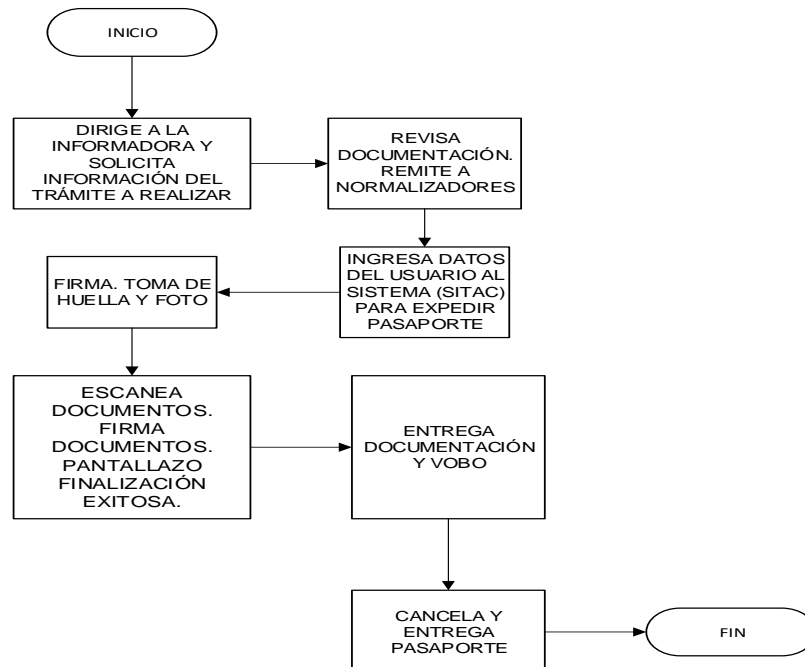 INICIO
DIRIGE A LA
INFORMADORA Y
SOLICITA
INFORMACIÓN DEL
TRÁMITE A REALIZAR
REVISA
DOCUMENTACIÓN.
REMITE A
NORMALIZADORES
INGRESA DATOS
DEL USUARIO AL
SISTEMA (SITAC)
PARA EXPEDIR
PASAPORTE
FIRMA. TOMA DE
HUELLA Y FOTO
ESCANEA
DOCUMENTOS.
FIRMA
DOCUMENTOS.
PANTALLAZO
FINALIZACIÓN
EXITOSA.
ENTREGA
DOCUMENTACIÓN
Y VOBO
CANCELA Y
ENTREGA
PASAPORTE
FIN